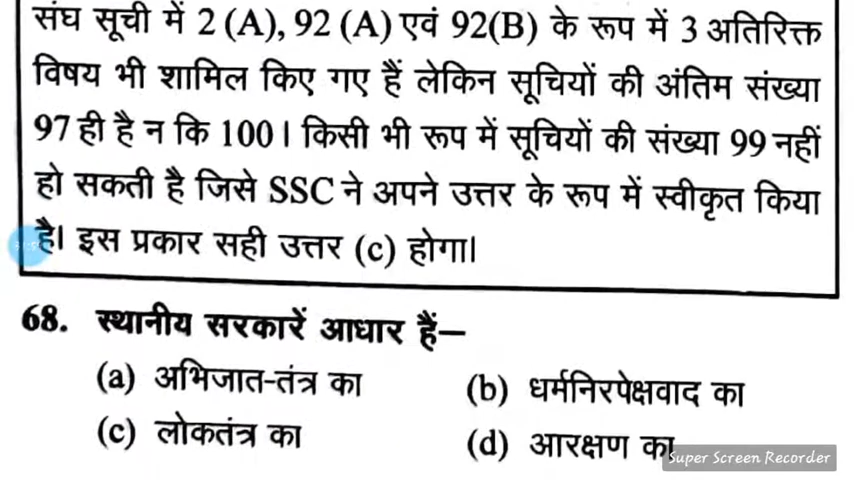 संघ सूची में 2 (A), 92 (A) एवं 92(B) के रूप में 3 अतिरिक्त
विषय भी शामिल किए गए हैं लेकिन सूचियों की अंतिम संख्या
97 ही है न कि 100। किसी भी रूप में सूचियों की संख्या 99 नहीं
हो सकती है जिसे SSC ने अपने उत्तर के रूप में स्वीकृत किया
है। इस प्रकार सही उत्तर (c) होगा।
68. स्थानीय सरकारें आधार हैं—
(a) अभिजात-तंत्र का (b) धर्मनिरपेक्षवाद का
(c) लोकतंत्र का (d) आरक्षण का
Super Screen Recorder